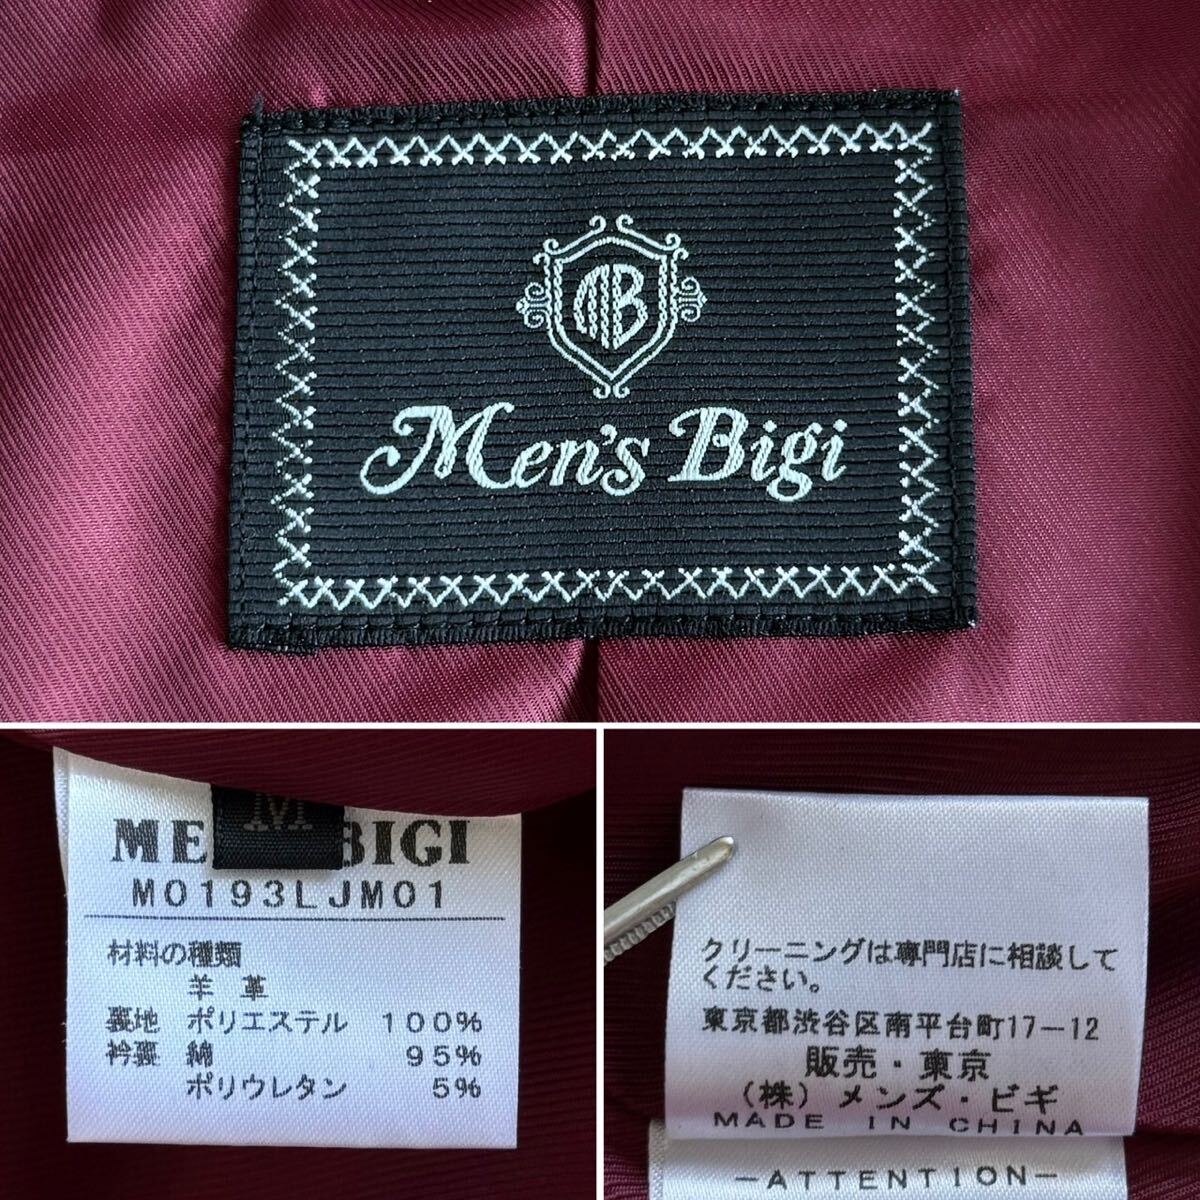 MB
Men's Bigi
M
ME BIGI
M0193LJM01
材料の種類
羊 革
裏地 ポリエステル 100%
衿裏 綿 95%
ポリウレタン 5%
クリーニングは専門店に相談して
ください。
東京都渋谷区南平台町17-12
販売・東京
(株)メンズ・ビギ
MADE IN CHINA
-ATTENTION-